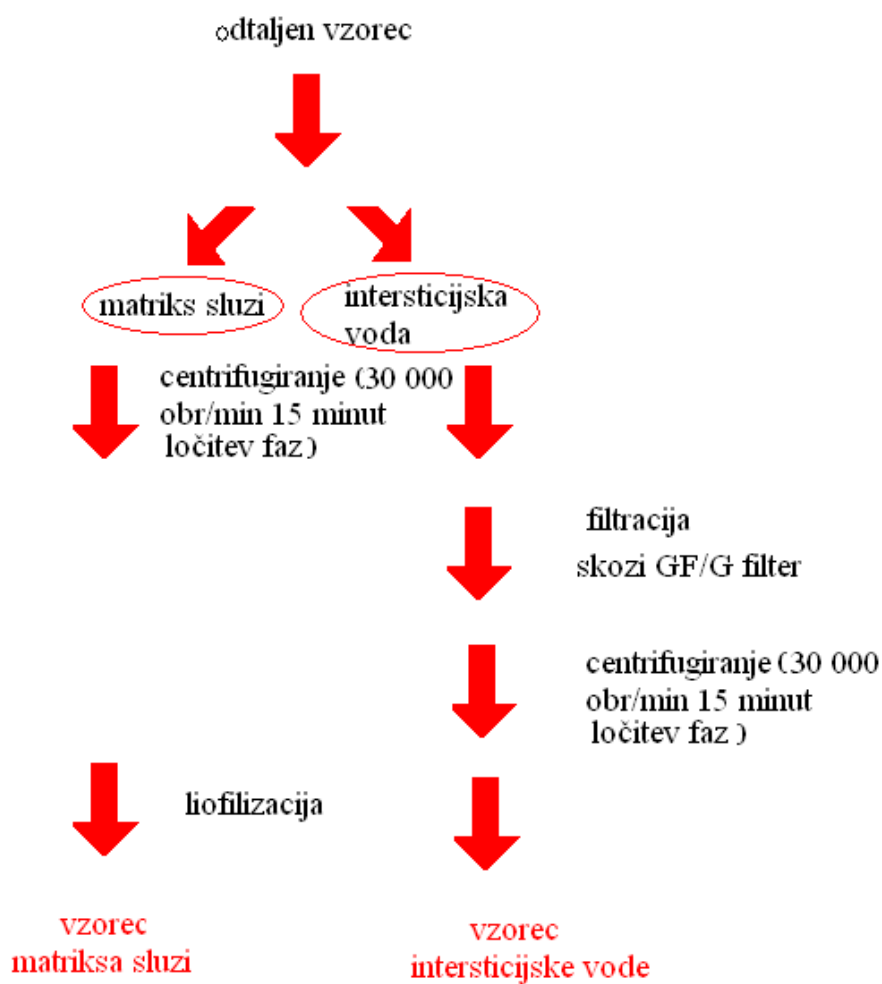 odtaljen vzorec
matriks sluzi
intersticijska
voda
centrifugiranje (30 000
obr/min 15 minut
ločitev faz)
filtracija
skozi GF/G filter
centrifugiranje (30 000
obr/min 15 minut
ločitev faz )
liofilizacija
vzorec
matriksa sluzi
vzorec
intersticijske vode